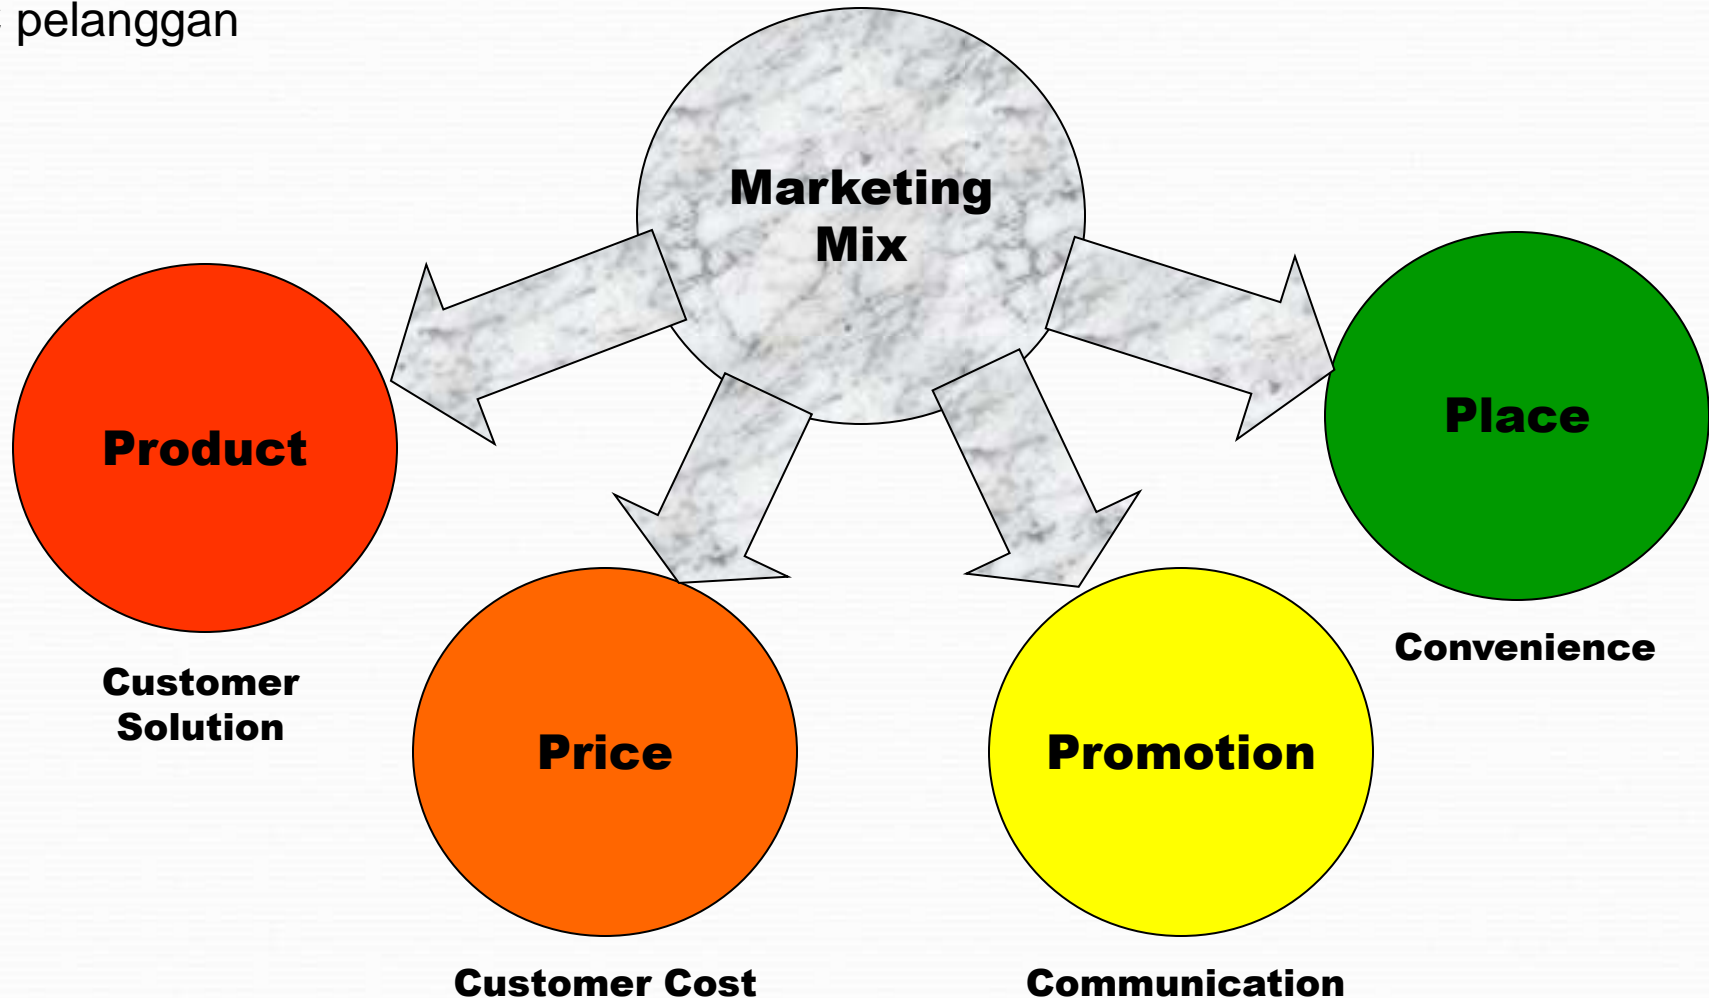 pelanggan
Marketing
Mix
Product
Place
Customer
Solution
Convenience
Price
Promotion
Customer Cost
Communication